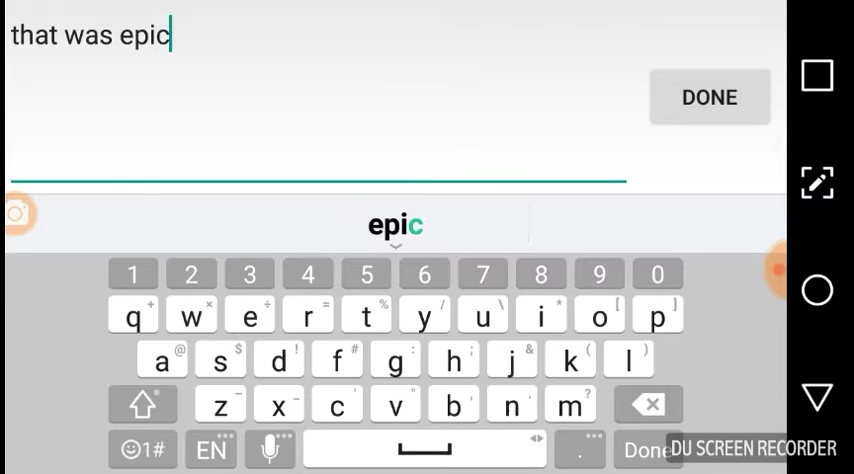 that was epic
DONE
epic
1 2 3 4 5 6 7 8 9 0
q + w × e ÷ r = t % y / u \ i * o [ p ]
a @ s $ d ! f # g : h ; j & k ( l )
z - x - c ' v " b , n . m ?
☺1# EN . Done
DU SCREEN RECORDER